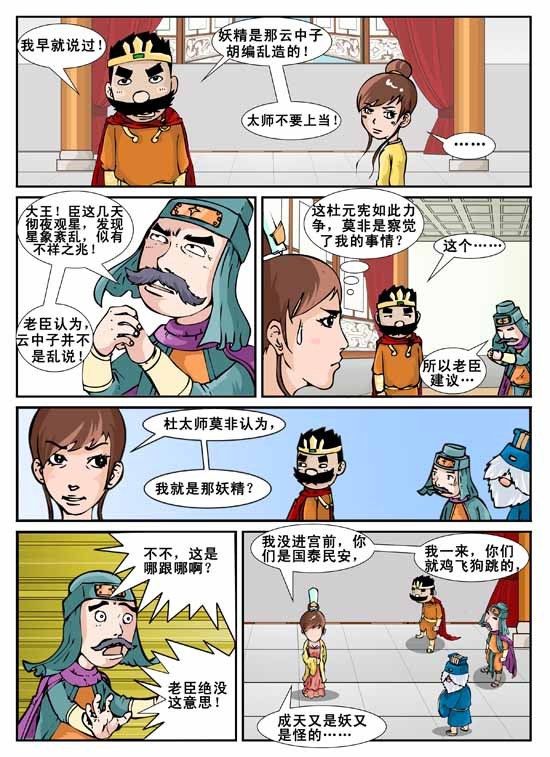 我早就说过！
妖精是那云中子
胡编乱造的！
太师不要上当！
……
大王！臣这几天
彻夜观星，发现
星象紊乱，似有
不祥之兆！
老臣认为，
云中子并不
是乱说！
这杜元宪如此力
争，莫非是察觉
了我的事情？
这个……
所以老臣
建议…
杜太师莫非认为，
我就是那妖精？
不不，这是
哪跟哪啊？
老臣绝没
这意思！
我没进宫前，你
们是国泰民安，
我一来，你们
就鸡飞狗跳的，
成天又是妖又
是怪的……